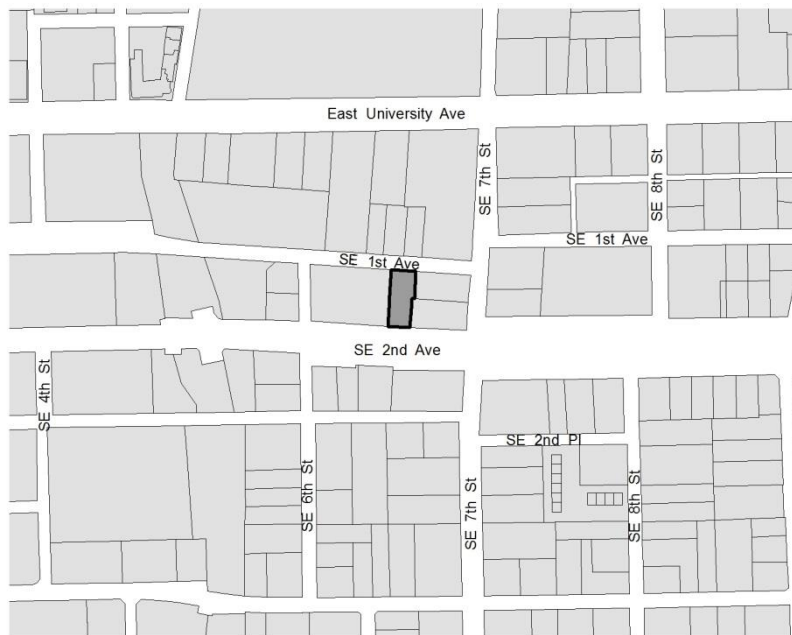 East University Ave
SE 7th St
SE 8th St
SE 1st Ave
SE 1st Ave
SE 2nd Ave
SE 4th St
SE 2nd Pl
SE 6th St
SE 7th St
SE 8th St